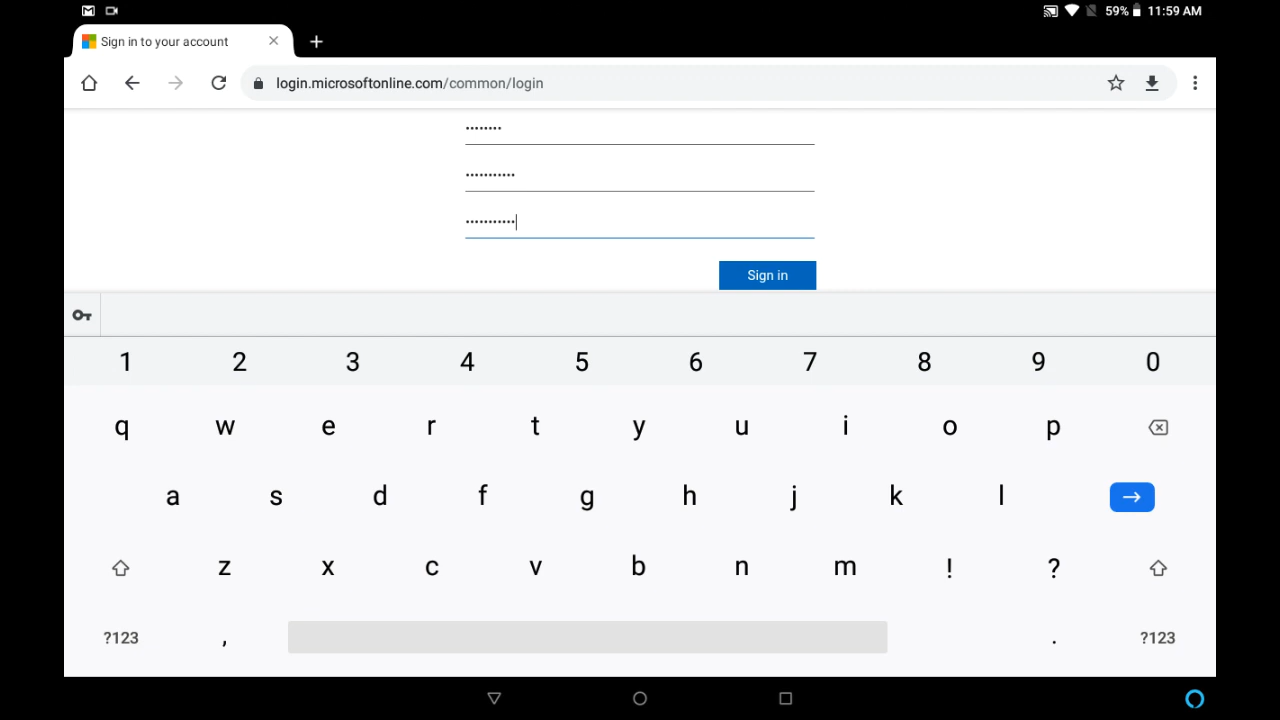 59% 11:59 AM
Sign in to your account
login.microsoftonline.com/common/login
••••••••
•••••••••••
•••••••••••
Sign in
1 2 3 4 5 6 7 8 9 0
q w e r t y u i o p
a s d f g h j k l
z x c v b n m ! ?
?123 , . ?123